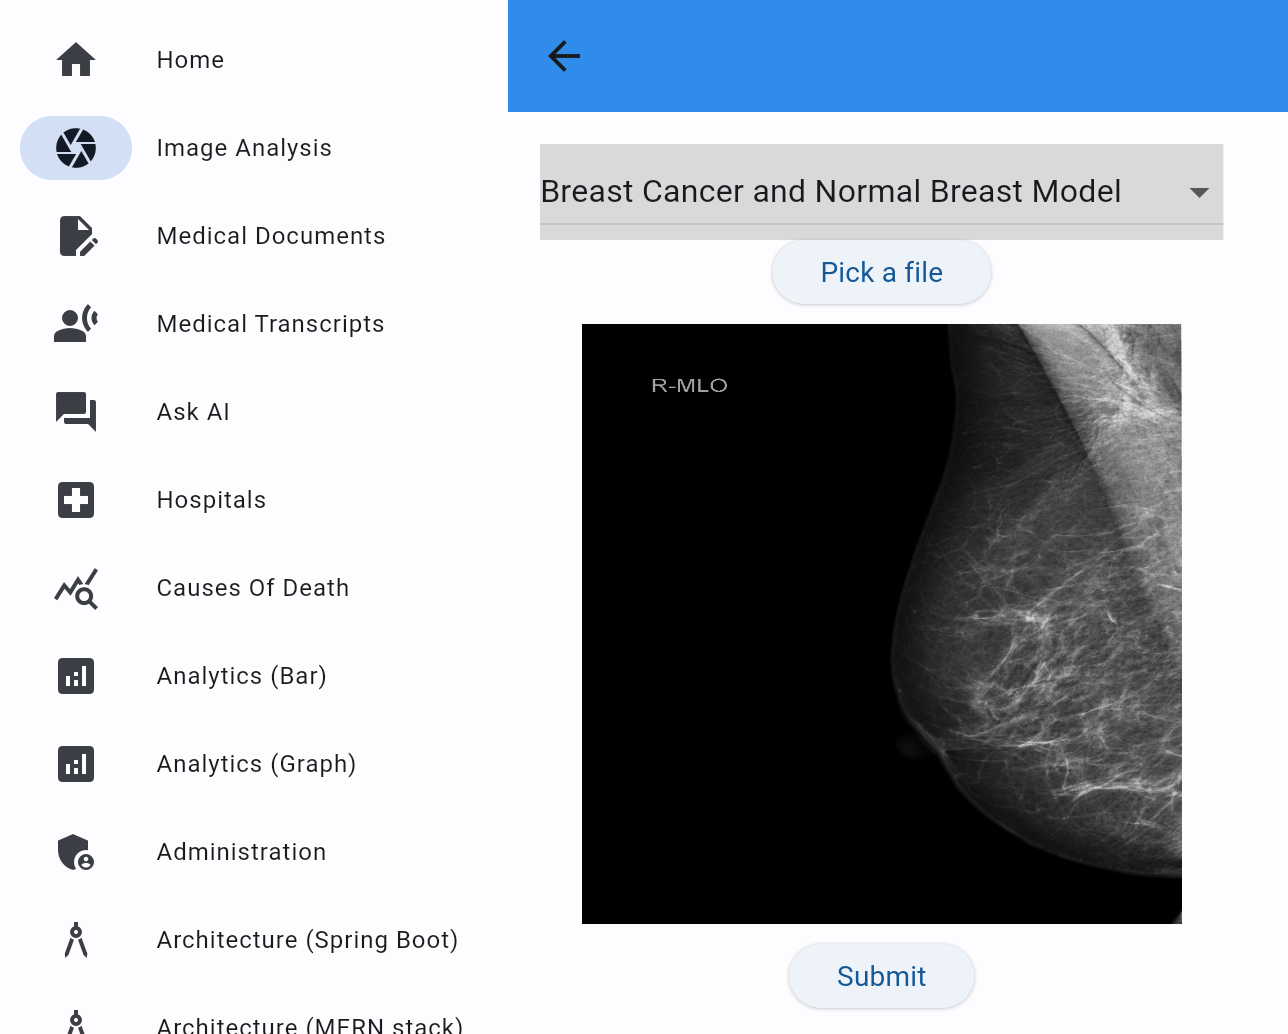 Home
Image Analysis
Medical Documents
Medical Transcripts
Ask AI
Hospitals
Causes Of Death
Analytics (Bar)
Analytics (Graph)
Administration
Architecture (Spring Boot)
Architecture (MERN stack)
Breast Cancer and Normal Breast Model
Pick a file
R-MLO
Submit